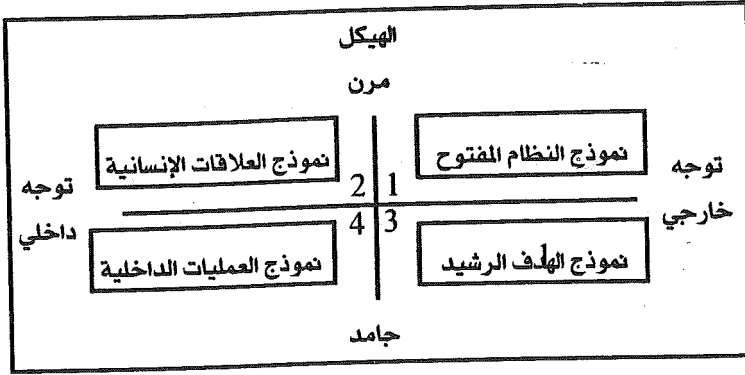 الهيكل
مرن
نموذج النظام المفتوح
نموذج العلاقات الإنسانية
توجه
خارجي
توجه
داخلي
1
2
3
4
نموذج الهدف الرشيد
نموذج العمليات الداخلية
جامد